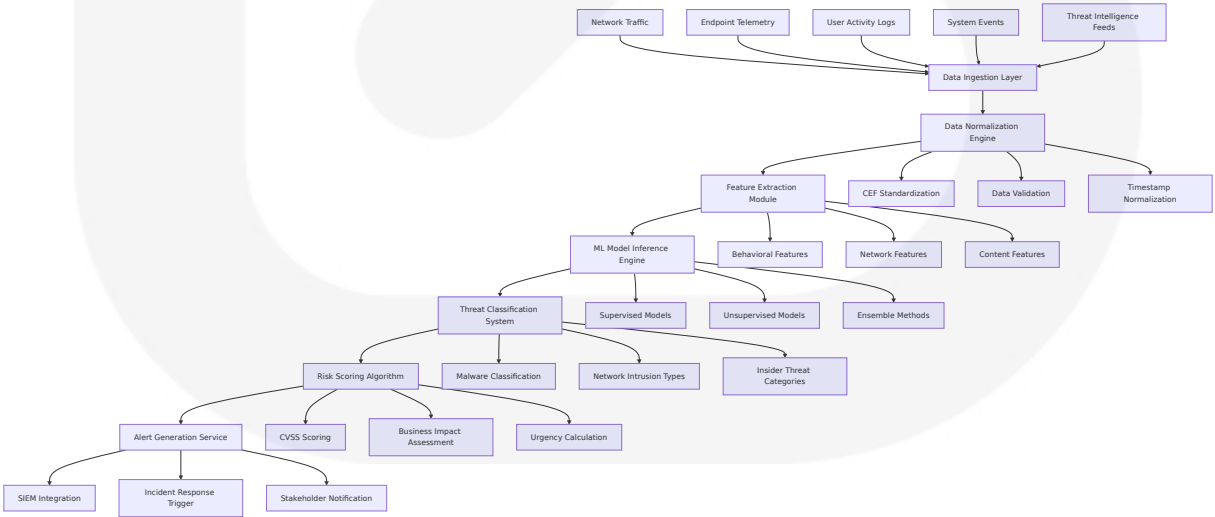 Network Traffic
Endpoint Telemetry
User Activity Logs
System Events
Threat Intelligence
Feeds
Data Ingestion Layer
Data Normalization
Engine
Feature Extraction
Module
CEF Standardization
Data Validation
Timestamp
Normalization
ML Model Inference
Engine
Behavioral Features
Network Features
Content Features
Threat Classification
System
Supervised Models
Unsupervised Models
Ensemble Methods
Risk Scoring Algorithm
Malware Classification
Network Intrusion Types
Insider Threat
Categories
Alert Generation Service
CVSS Scoring
Business Impact
Assessment
Urgency Calculation
SIEM Integration
Incident Response
Trigger
Stakeholder Notification